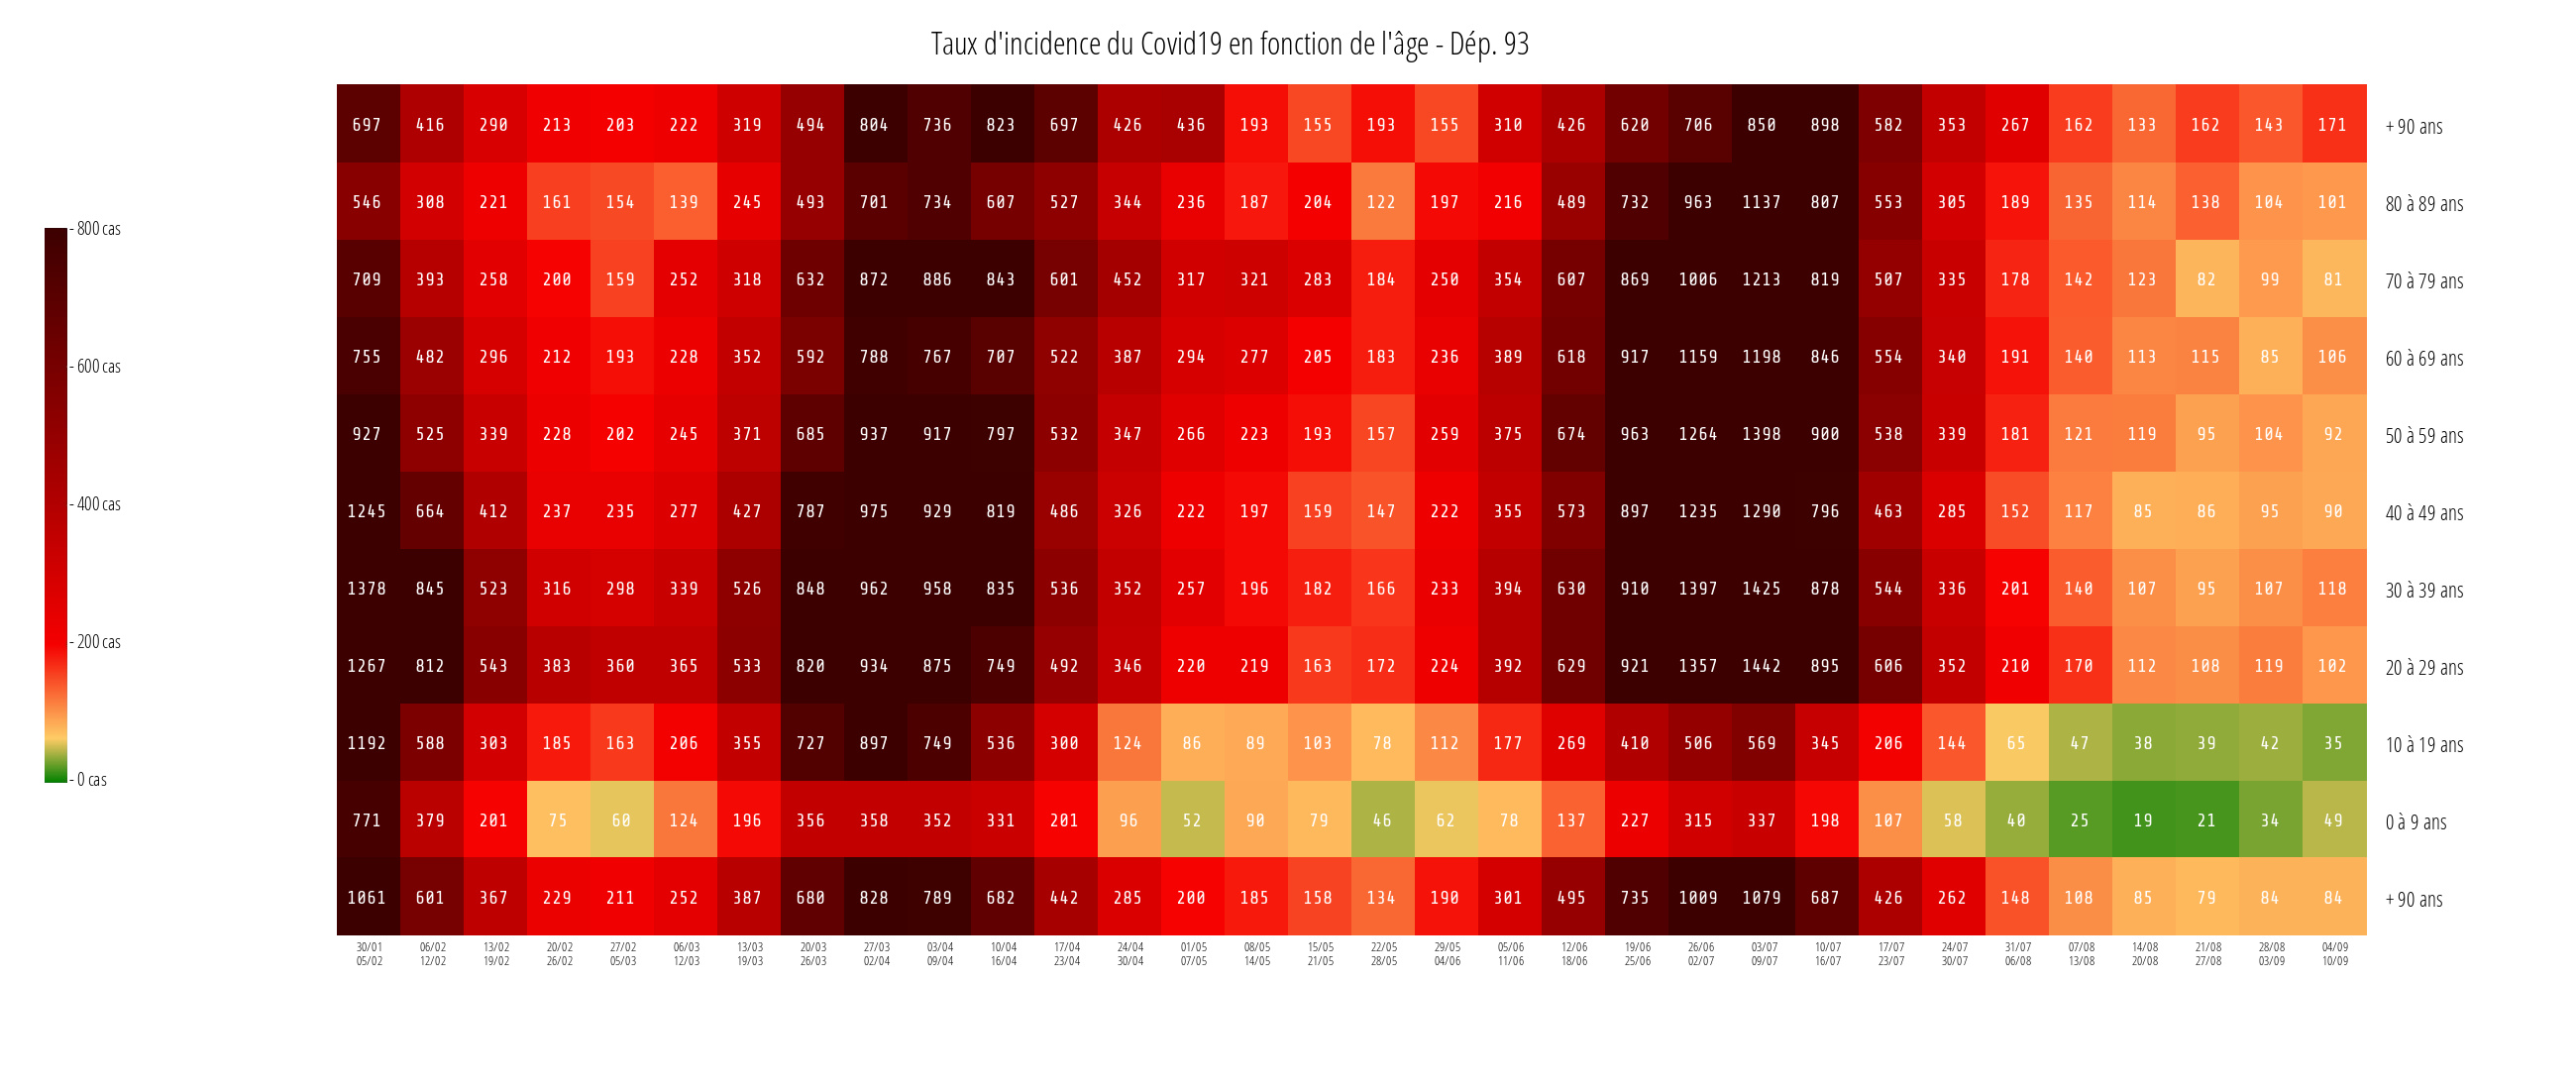 Taux d'incidence du Covid19 en fonction de l'âge - Dép. 93
697 416 290 213 203 222 319 494 804 736 823 697 426 436 193 155 193 155 310 426 620 706 850 898 582 353 267 162 133 162 143 171 + 90 ans
546 308 221 161 154 139 245 493 701 734 607 527 344 236 187 204 122 197 216 489 732 963 1137 807 553 305 189 135 114 138 104 101 80 à 89 ans
- 800 cas
709 393 258 200 159 252 318 632 872 886 843 601 452 317 321 283 184 250 354 607 869 1006 1213 819 507 335 178 142 123 82 99 81 70 à 79 ans
755 482 296 212 193 228 352 592 788 767 707 522 387 294 277 205 183 236 389 618 917 1159 1198 846 554 340 191 140 113 115 85 106 60 à 69 ans
- 600 cas
927 525 339 228 202 245 371 685 937 917 797 532 347 266 223 193 157 259 375 674 963 1264 1398 900 538 339 181 121 119 95 104 92 50 à 59 ans
- 400 cas
1245 664 412 237 235 277 427 787 975 929 819 486 326 222 197 159 147 222 355 573 897 1235 1290 796 463 285 152 117 85 86 95 90 40 à 49 ans
1378 845 523 316 298 339 526 848 962 958 835 536 352 257 196 182 166 233 394 630 910 1397 1425 878 544 336 201 140 107 95 107 118 30 à 39 ans
- 200 cas
1267 812 543 383 360 365 533 820 934 875 749 492 346 220 219 163 172 224 392 629 921 1357 1442 895 606 352 210 170 112 108 119 102 20 à 29 ans
1192 588 303 185 163 206 355 727 897 749 536 300 124 86 89 103 78 112 177 269 410 506 569 345 206 144 65 47 38 39 42 35 10 à 19 ans
- 0 cas
771 379 201 75 60 124 196 356 358 352 331 201 96 52 90 79 46 62 78 137 227 315 337 198 107 58 40 25 19 21 34 49 0 à 9 ans
1061 601 367 229 211 252 387 680 828 789 682 442 285 200 185 158 134 190 301 495 735 1009 1079 687 426 262 148 108 85 79 84 84 + 90 ans
30/01 06/02 13/02 20/02 27/02 06/03 13/03 20/03 27/03 03/04 10/04 17/04 24/04 01/05 08/05 15/05 22/05 29/05 05/06 12/06 19/06 26/06 03/07 10/07 17/07 24/07 31/07 07/08 14/08 21/08 28/08 04/09
05/02 12/02 19/02 26/02 05/03 12/03 19/03 26/03 02/04 09/04 16/04 23/04 30/04 07/05 14/05 21/05 28/05 04/06 11/06 18/06 25/06 02/07 09/07 16/07 23/07 30/07 06/08 13/08 20/08 27/08 03/09 10/09